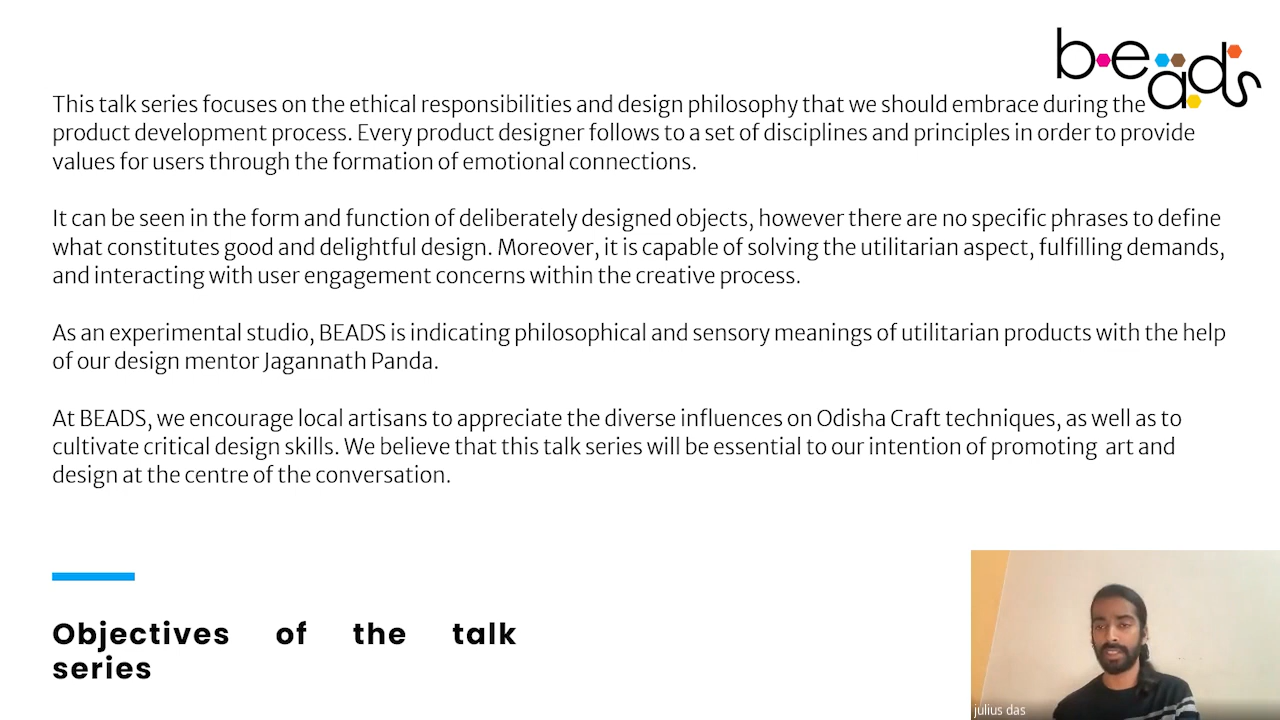 beads
This talk series focuses on the ethical responsibilities and design philosophy that we should embrace during the
product development process. Every product designer follows to a set of disciplines and principles in order to provide
values for users through the formation of emotional connections.
It can be seen in the form and function of deliberately designed objects, however there are no specific phrases to define
what constitutes good and delightful design. Moreover, it is capable of solving the utilitarian aspect, fulfilling demands,
and interacting with user engagement concerns within the creative process.
As an experimental studio, BEADS is indicating philosophical and sensory meanings of utilitarian products with the help
of our design mentor Jagannath Panda.
At BEADS, we encourage local artisans to appreciate the diverse influences on Odisha Craft techniques, as well as to
cultivate critical design skills. We believe that this talk series will be essential to our intention of promoting art and
design at the centre of the conversation.
Objectives of the talk
series
julius das